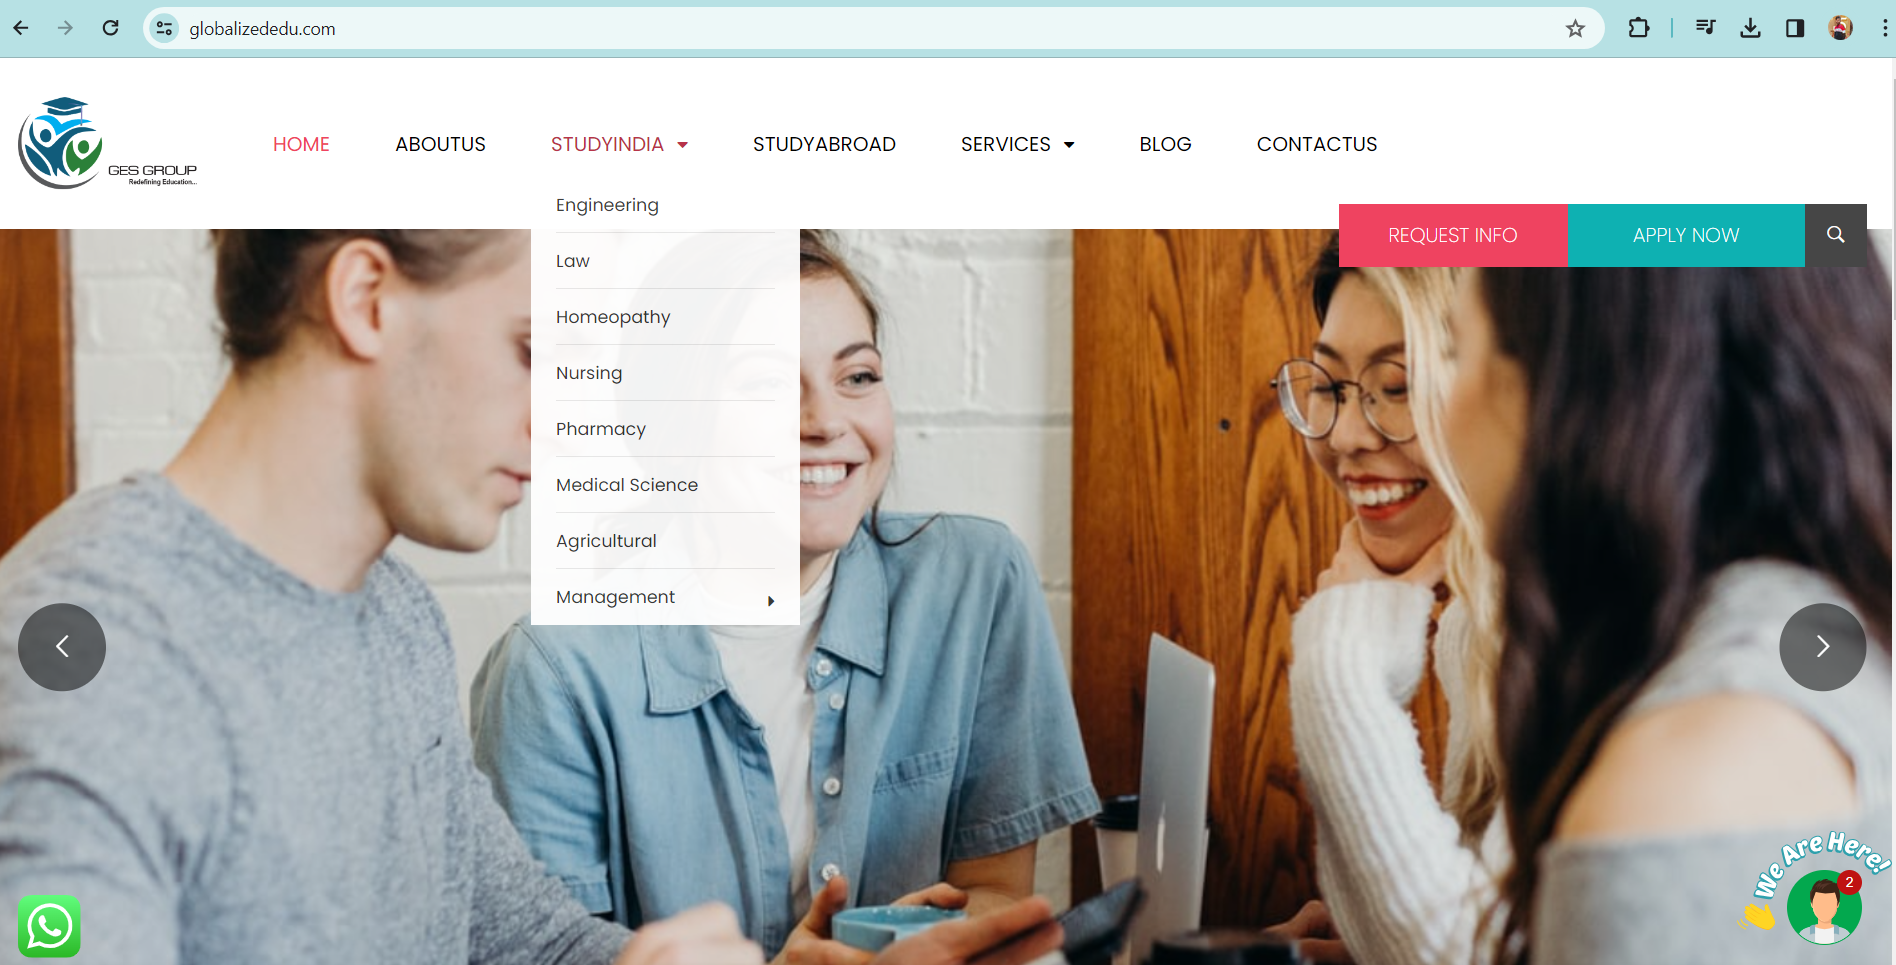 globalizededu.com
GES GROUP
Redefining Education...
HOME ABOUTUS STUDYINDIA STUDYABROAD SERVICES BLOG CONTACTUS
REQUEST INFO APPLY NOW
Engineering
Law
Homeopathy
Nursing
Pharmacy
Medical Science
Agricultural
Management
We Are Here!
2